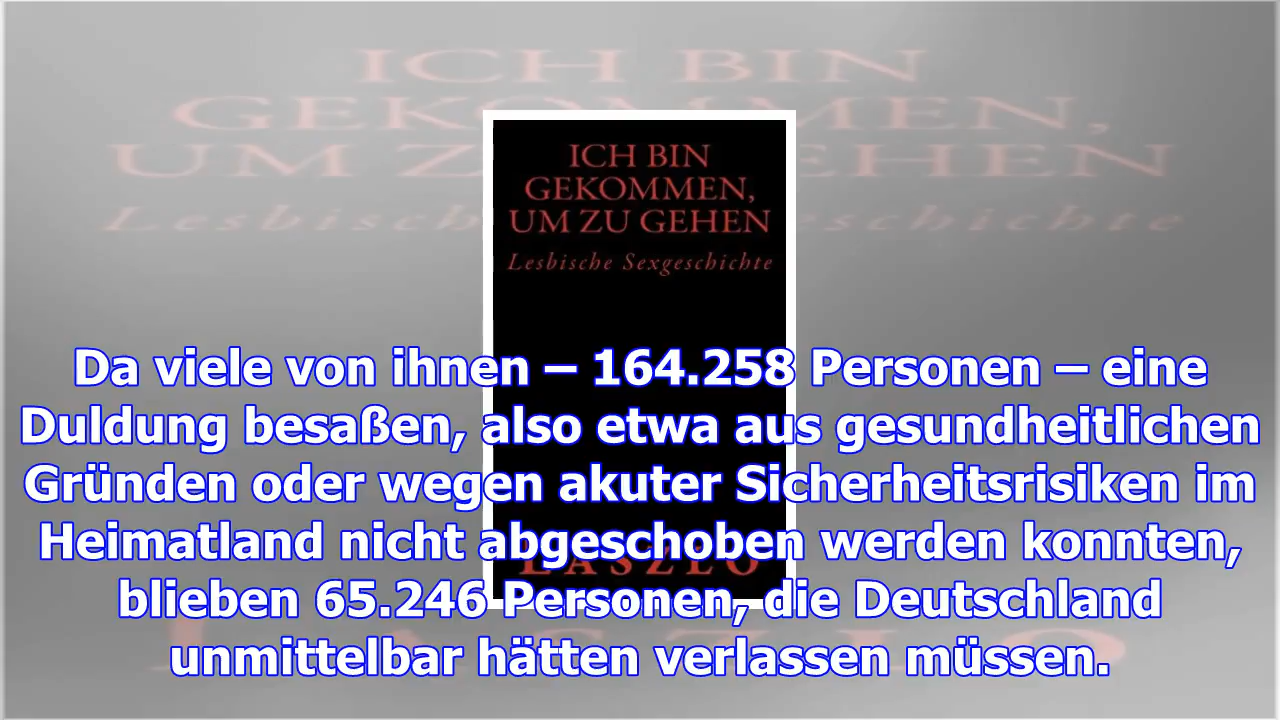 ICH BIN
GEKOMMEN,
UM ZU GEHEN
Lesbische Sexgeschichte
Da viele von ihnen – 164.258 Personen – eine
Duldung besaßen, also etwa aus gesundheitlichen
Gründen oder wegen akuter Sicherheitsrisiken im
Heimatland nicht abgeschoben werden konnten,
LASZLO
blieben 65.246 Personen, die Deutschland
unmittelbar hätten verlassen müssen.